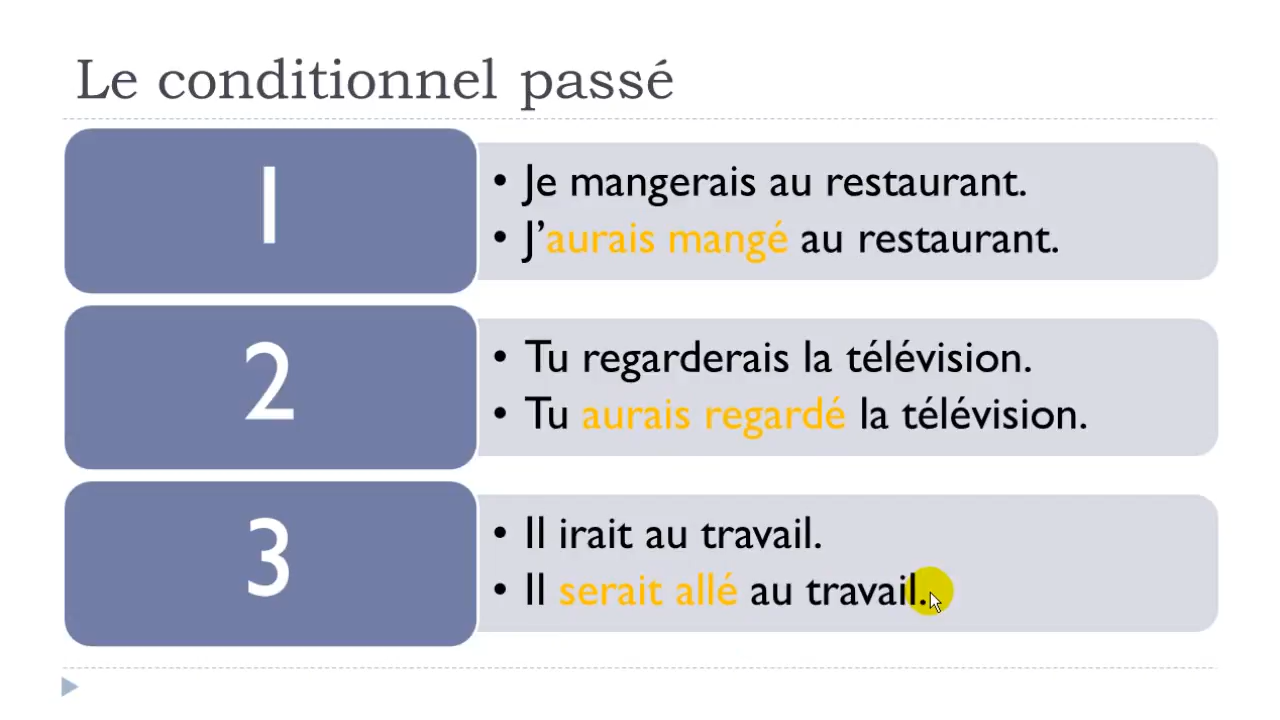 Le conditionnel passé
1
• Je mangerais au restaurant.
• J’aurais mangé au restaurant.
2
• Tu regarderais la télévision.
• Tu aurais regardé la télévision.
3
• Il irait au travail.
• Il serait allé au travail.